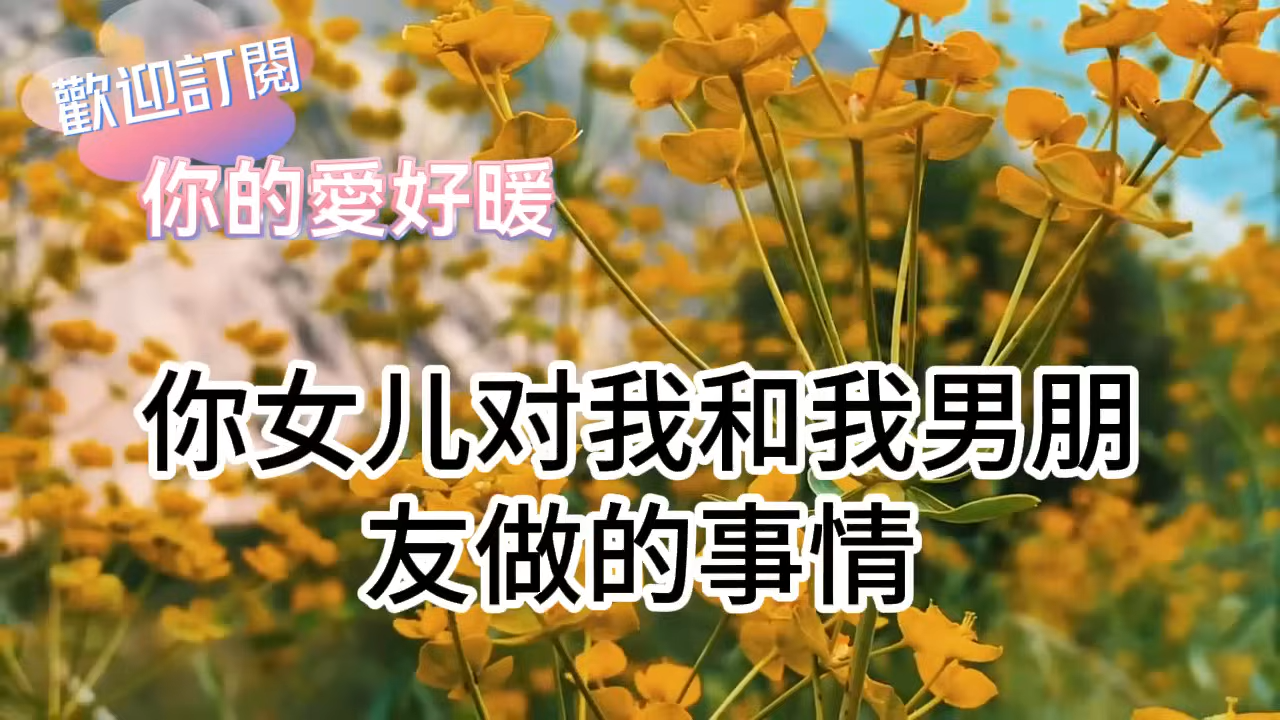 歡迎訂閱
你的愛好暖
你女儿对我和我男朋
友做的事情